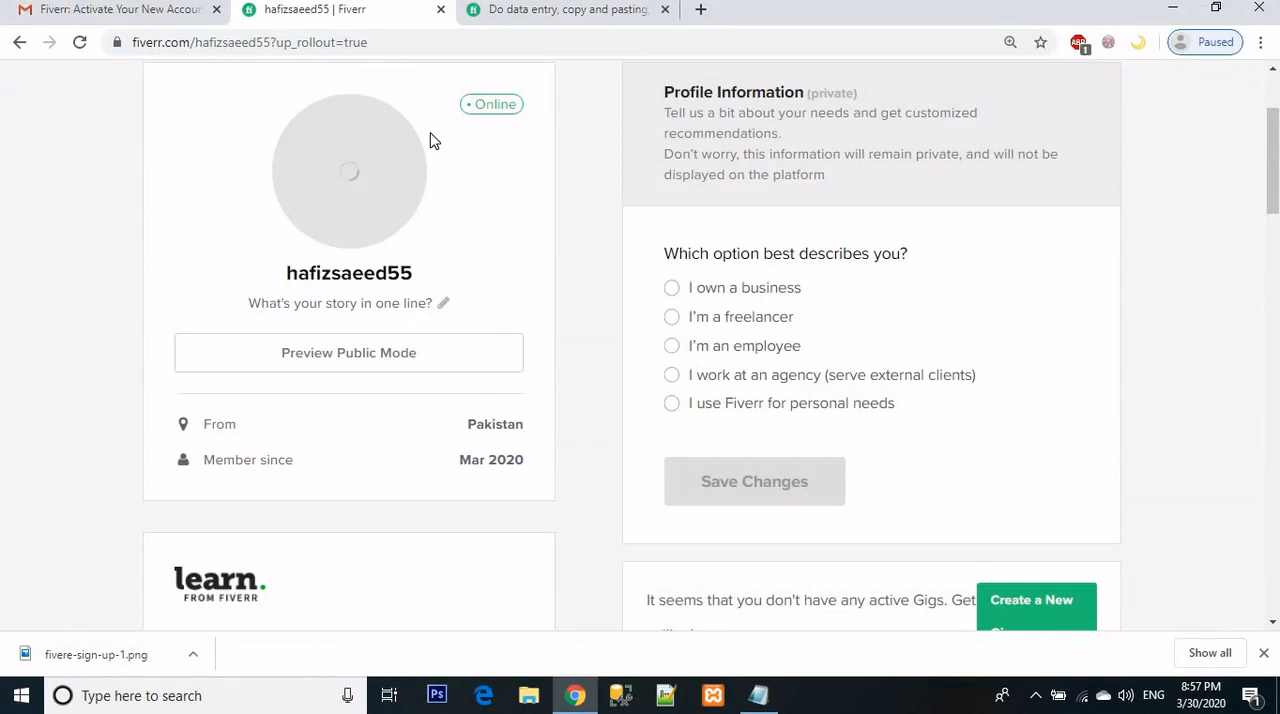 Fiverr: Activate Your New Accou
hafizsaeed55 | Fiverr
Do data entry, copy and pasting,
fiverr.com/hafizsaeed55?up_rollout=true
ABP
1
Paused
• Online
hafizsaeed55
What's your story in one line?
Preview Public Mode
From Pakistan
Member since Mar 2020
learn.
FROM FIVERR
Profile Information (private)
Tell us a bit about your needs and get customized
recommendations.
Don't worry, this information will remain private, and will not be
displayed on the platform
Which option best describes you?
I own a business
I'm a freelancer
I'm an employee
I work at an agency (serve external clients)
I use Fiverr for personal needs
Save Changes
It seems that you don't have any active Gigs. Get
Create a New
fivere-sign-up-1.png
Show all
Type here to search
Ps
ENG
8:57 PM
3/30/2020
1